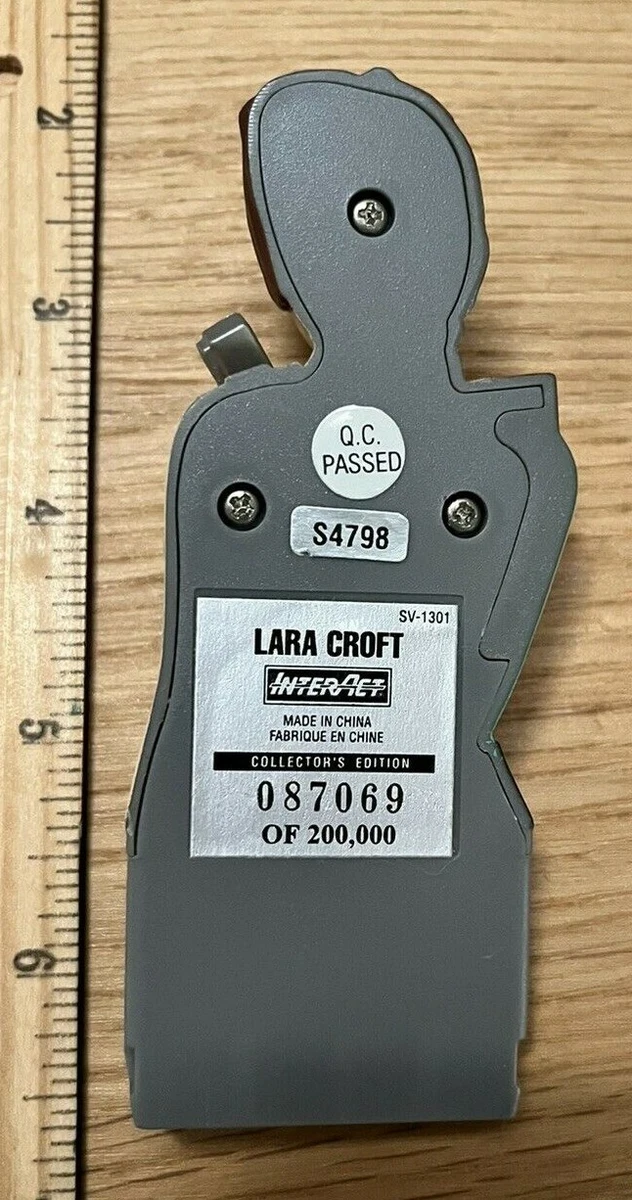 2
3
4
5
6
Q.C.
PASSED
S4798
SV-1301
LARA CROFT
INTERACT
MADE IN CHINA
FABRIQUE EN CHINE
COLLECTOR'S EDITION
087069
OF 200,000